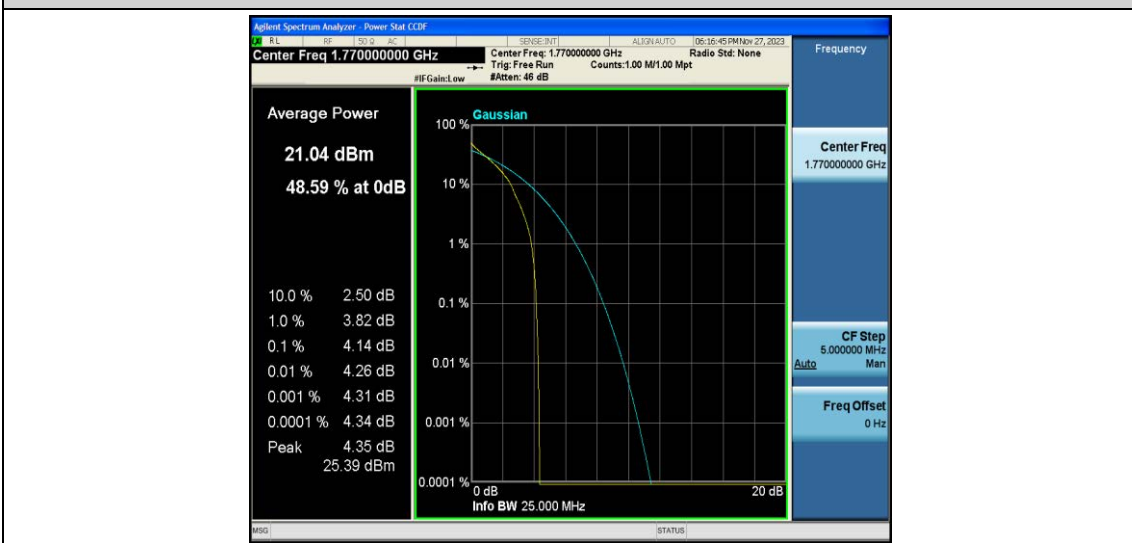 Agilent Spectrum Analyzer - Power Stat CCDF
RL RF 50 Ω AC SENSE:INT ALIGN AUTO 06:16:45 PM Nov 27, 2023
Center Freq 1.770000000 GHz
Center Freq: 1.770000000 GHz Radio Std: None
Trig: Free Run Counts:1.00 M/1.00 Mpt
#IFGain:Low #Atten: 46 dB
Frequency
Average Power
21.04 dBm
48.59 % at 0dB
10.0 % 2.50 dB
1.0 % 3.82 dB
0.1 % 4.14 dB
0.01 % 4.26 dB
0.001 % 4.31 dB
0.0001 % 4.34 dB
Peak 4.35 dB
25.39 dBm
Gaussian
100 %
10 %
1 %
0.1 %
0.01 %
0.001 %
0.0001 %
0 dB 20 dB
Info BW 25.000 MHz
Center Freq
1.770000000 GHz
CF Step
5.000000 MHz
Auto Man
Freq Offset
0 Hz
MSG STATUS